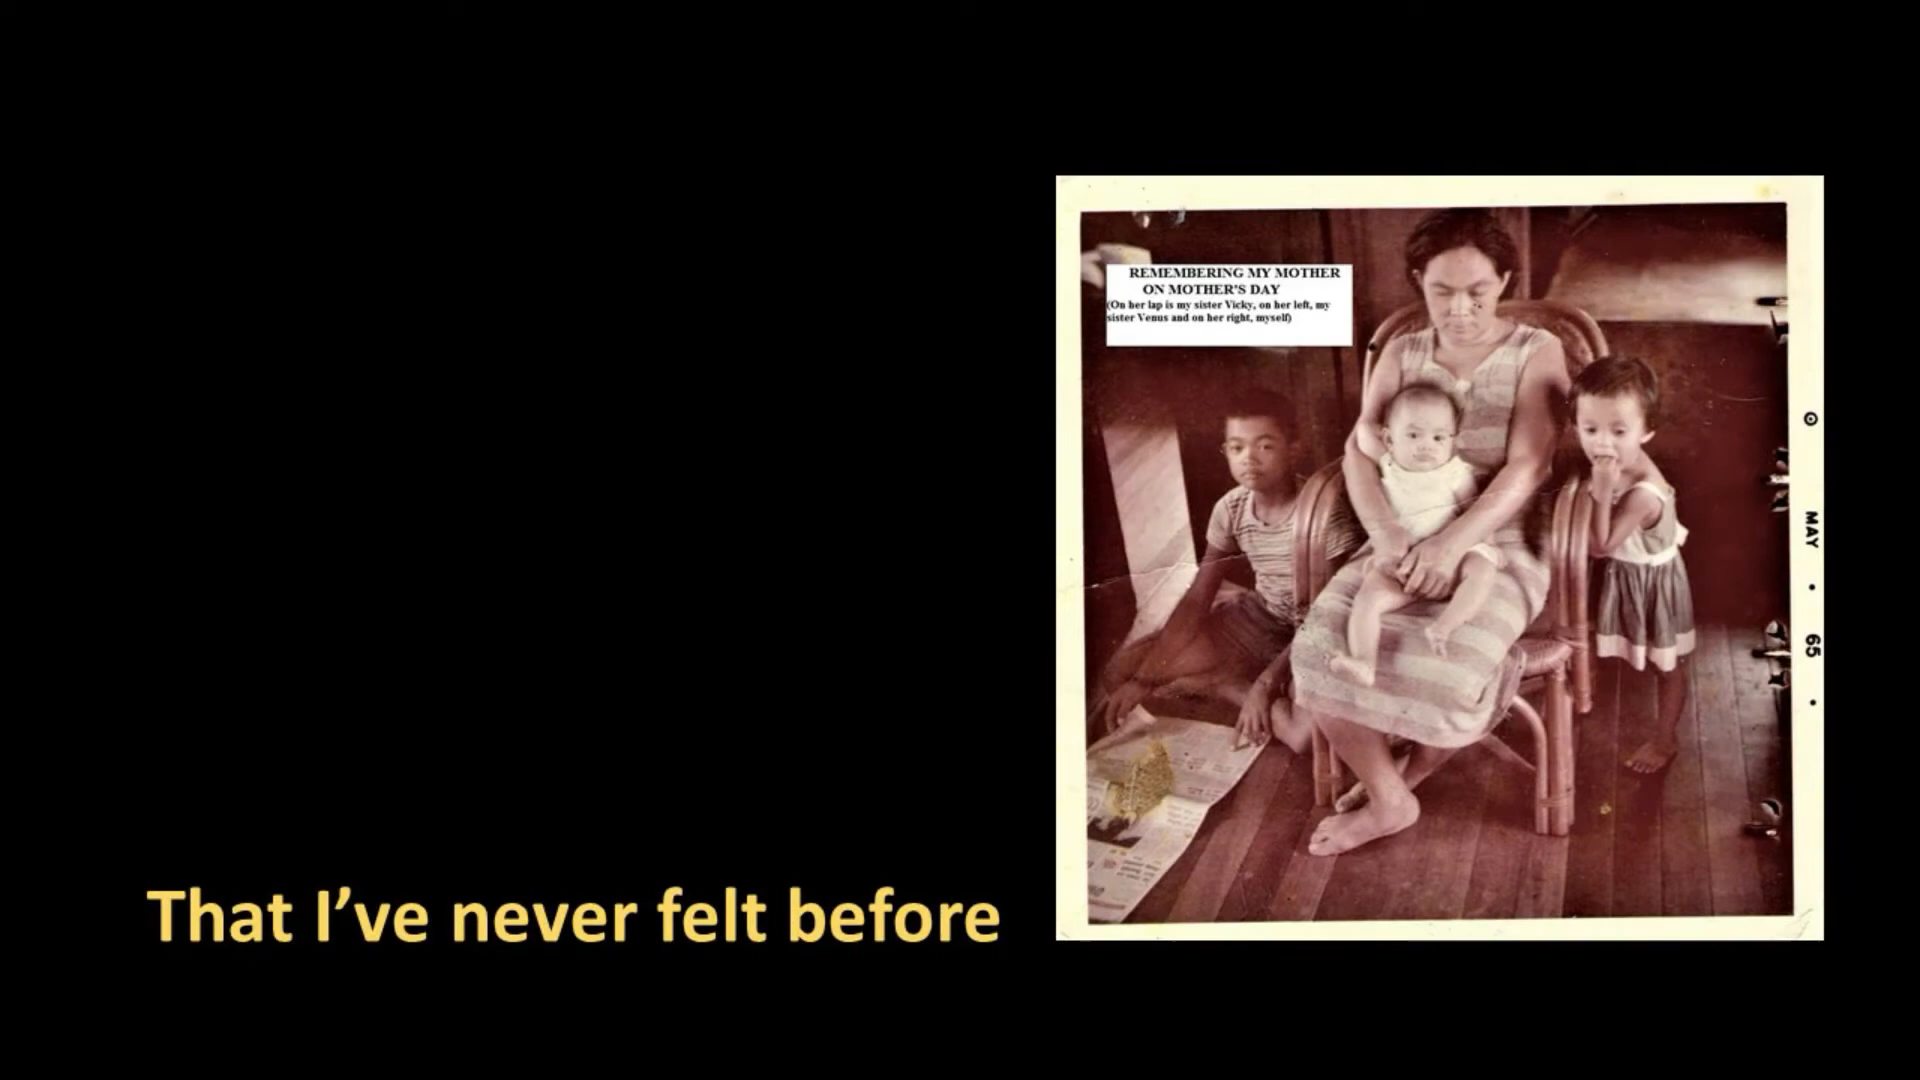 REMEMBERING MY MOTHER
ON MOTHER'S DAY
(On her lap is my sister Vicky, on her left, my
sister Venus and on her right, myself)
MAY • 65 •
That I've never felt before